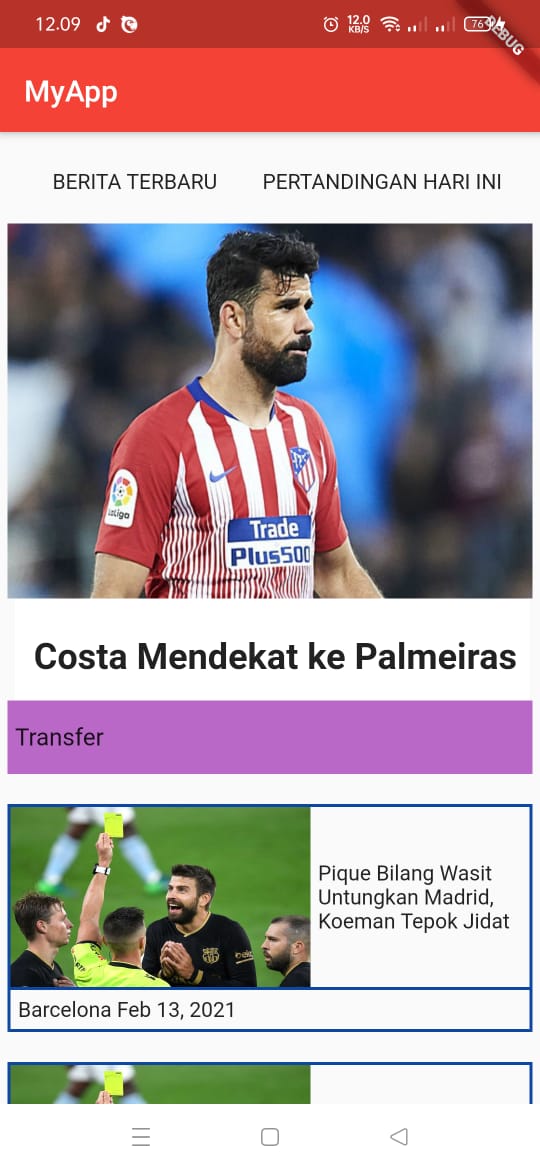 12.09
12.0
KB/S
76
DEBUG
MyApp
BERITA TERBARU
PERTANDINGAN HARI INI
LaLiga
Trade
Plus500
Costa Mendekat ke Palmeiras
Transfer
Pique Bilang Wasit
Untungkan Madrid,
Koeman Tepok Jidat
Barcelona Feb 13, 2021